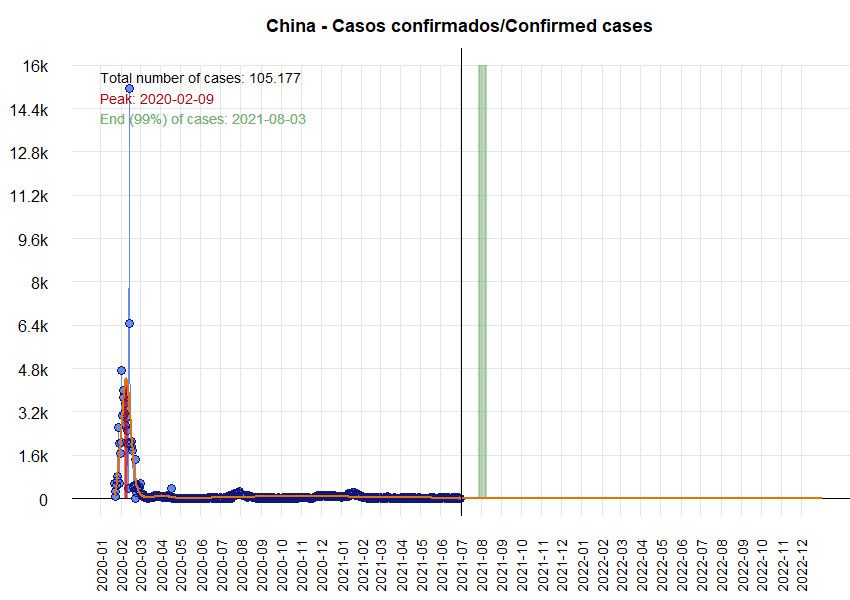 China - Casos confirmados/Confirmed cases
16k
14.4k
12.8k
11.2k
9.6k
8k
6.4k
4.8k
3.2k
1.6k
0
Total number of cases: 105.177
Peak: 2020-02-09
End (99%) of cases: 2021-08-03
2020-01
2020-02
2020-03
2020-04
2020-05
2020-06
2020-07
2020-08
2020-09
2020-10
2020-11
2020-12
2021-01
2021-02
2021-03
2021-04
2021-05
2021-06
2021-07
2021-08
2021-09
2021-10
2021-11
2021-12
2022-01
2022-02
2022-03
2022-04
2022-05
2022-06
2022-07
2022-08
2022-09
2022-10
2022-11
2022-12